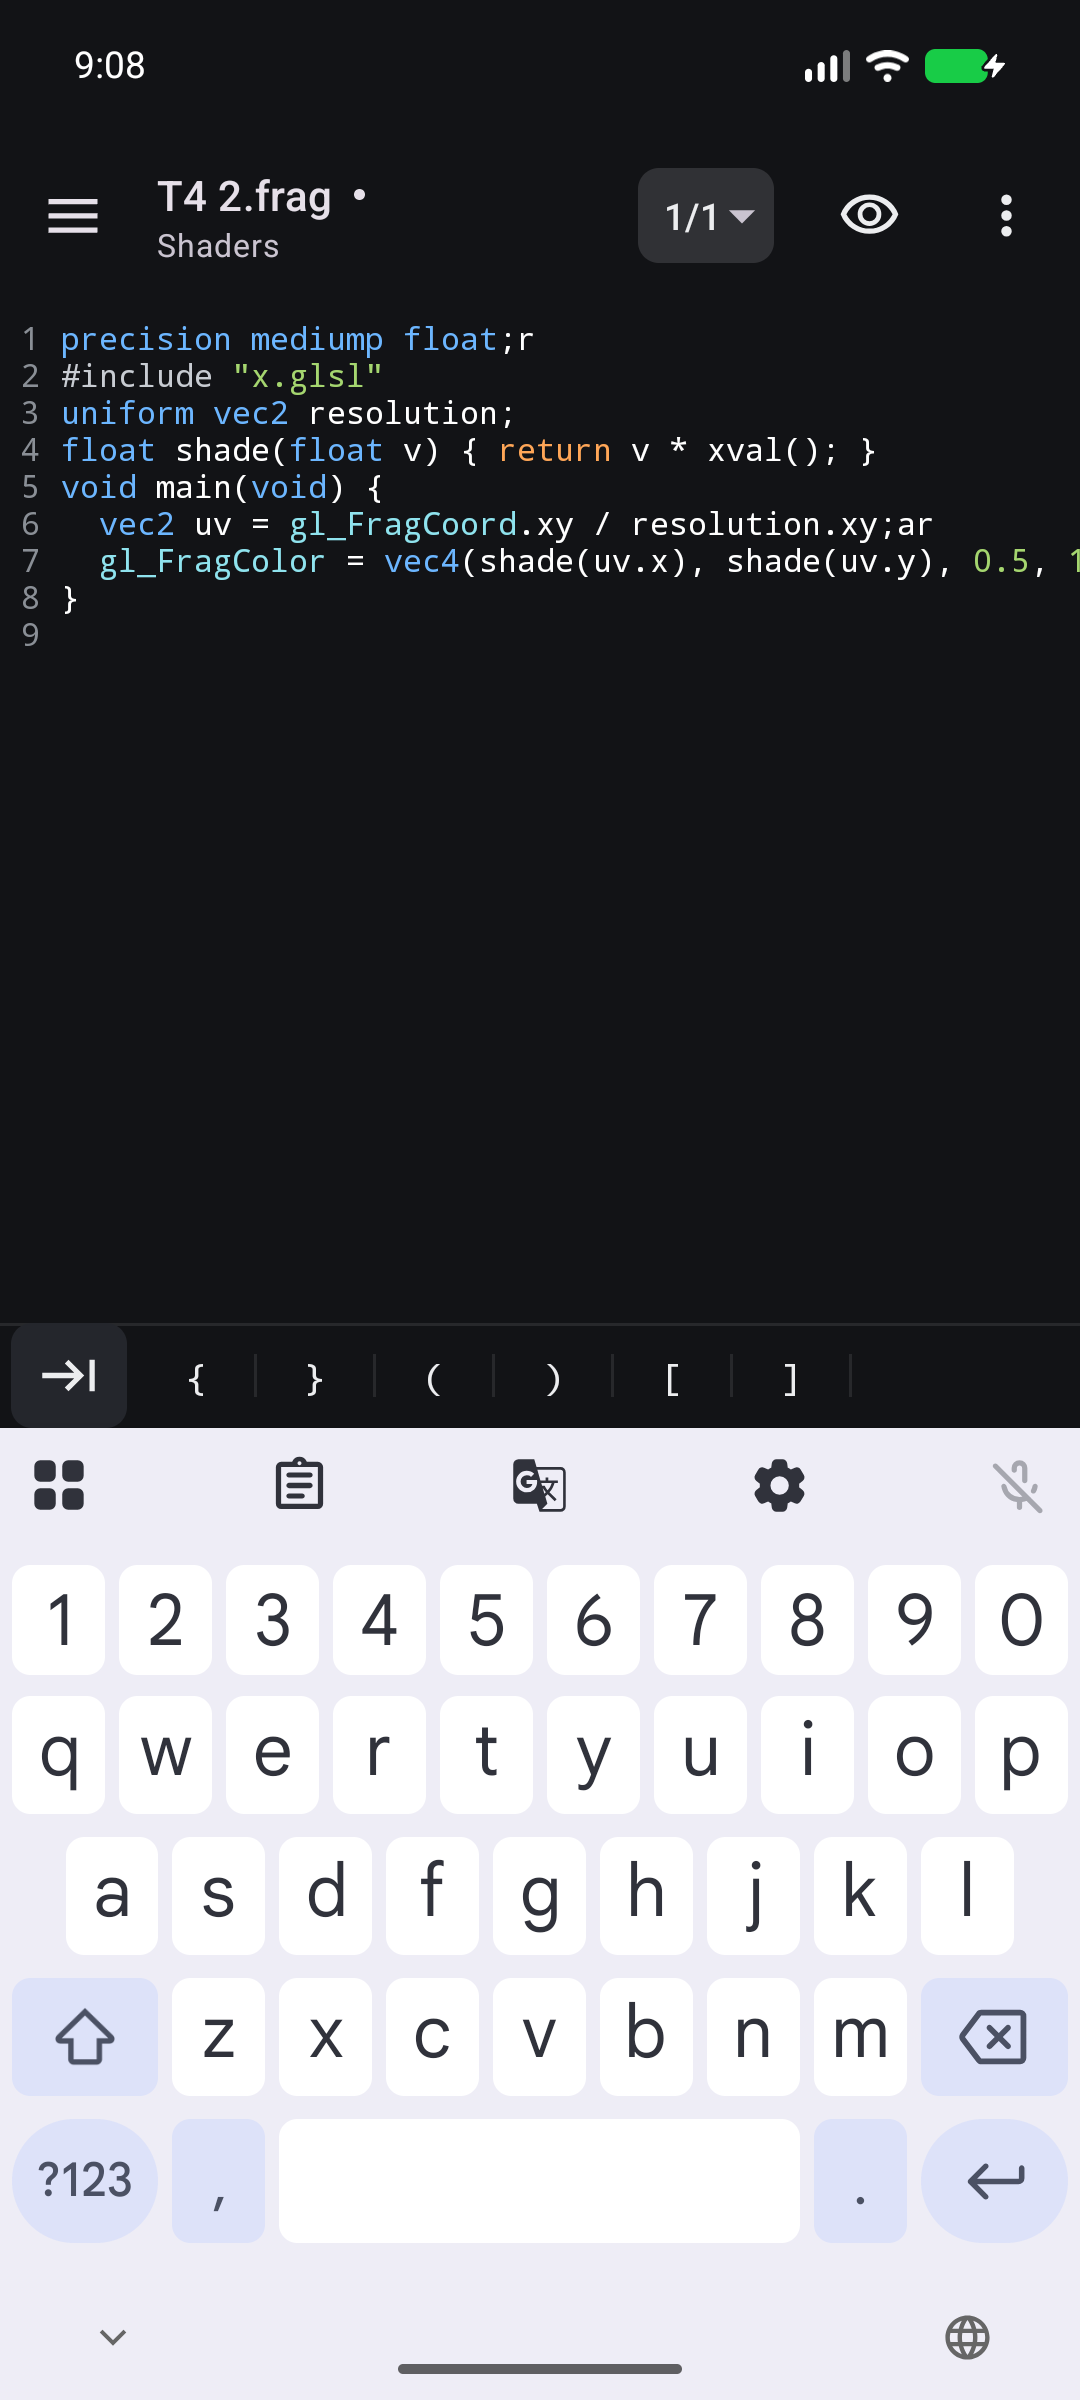 9:08
T4 2.frag •
Shaders
1/1
1 precision mediump float;r
2 #include "x.glsl"
3 uniform vec2 resolution;
4 float shade(float v) { return v * xval(); }
5 void main(void) {
6   vec2 uv = gl_FragCoord.xy / resolution.xy;ar
7   gl_FragColor = vec4(shade(uv.x), shade(uv.y), 0.5, 1
8 }
9
{ } ( ) [ ]
1 2 3 4 5 6 7 8 9 0
q w e r t y u i o p
a s d f g h j k l
z x c v b n m
?123 , .